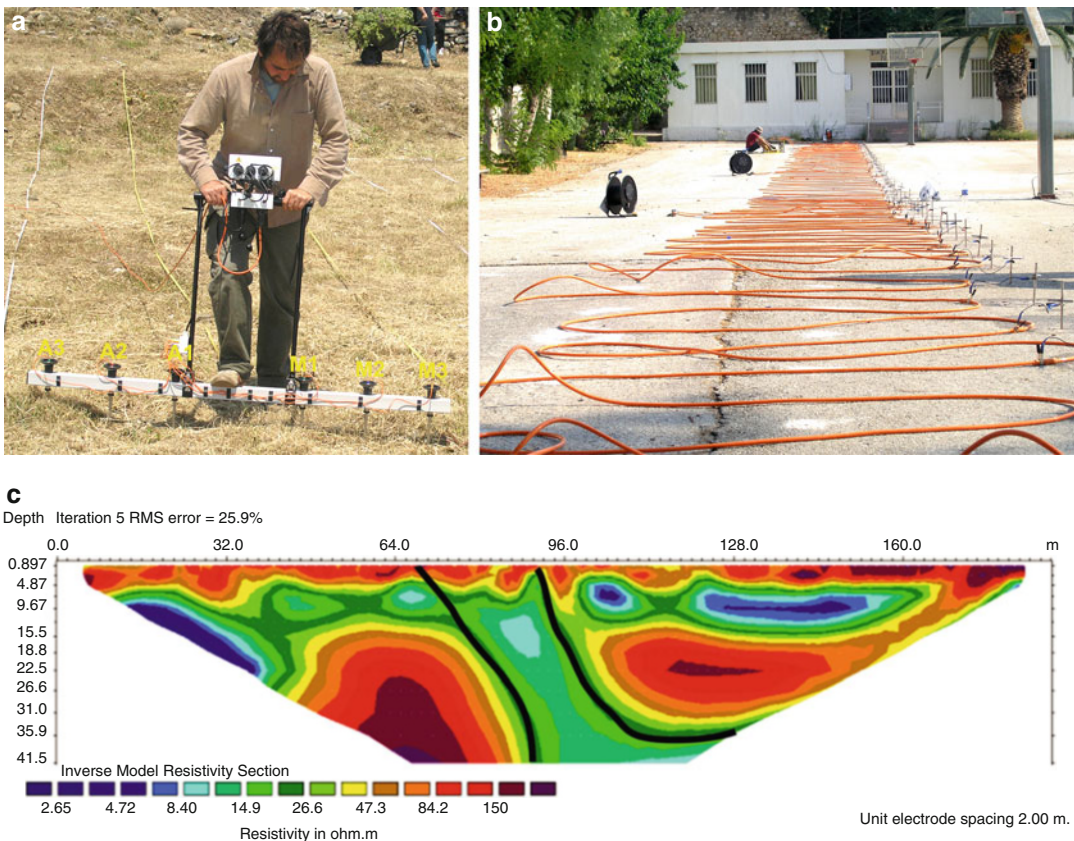 a
b
A3
A2
A1
M1
M2
M3
c
Depth Iteration 5 RMS error = 25.9%
0.0 32.0 64.0 96.0 128.0 160.0 m
0.897
4.87
9.67
15.5
18.8
22.5
26.6
31.0
35.9
41.5
Inverse Model Resistivity Section
2.65 4.72 8.40 14.9 26.6 47.3 84.2 150
Resistivity in ohm.m
Unit electrode spacing 2.00 m.